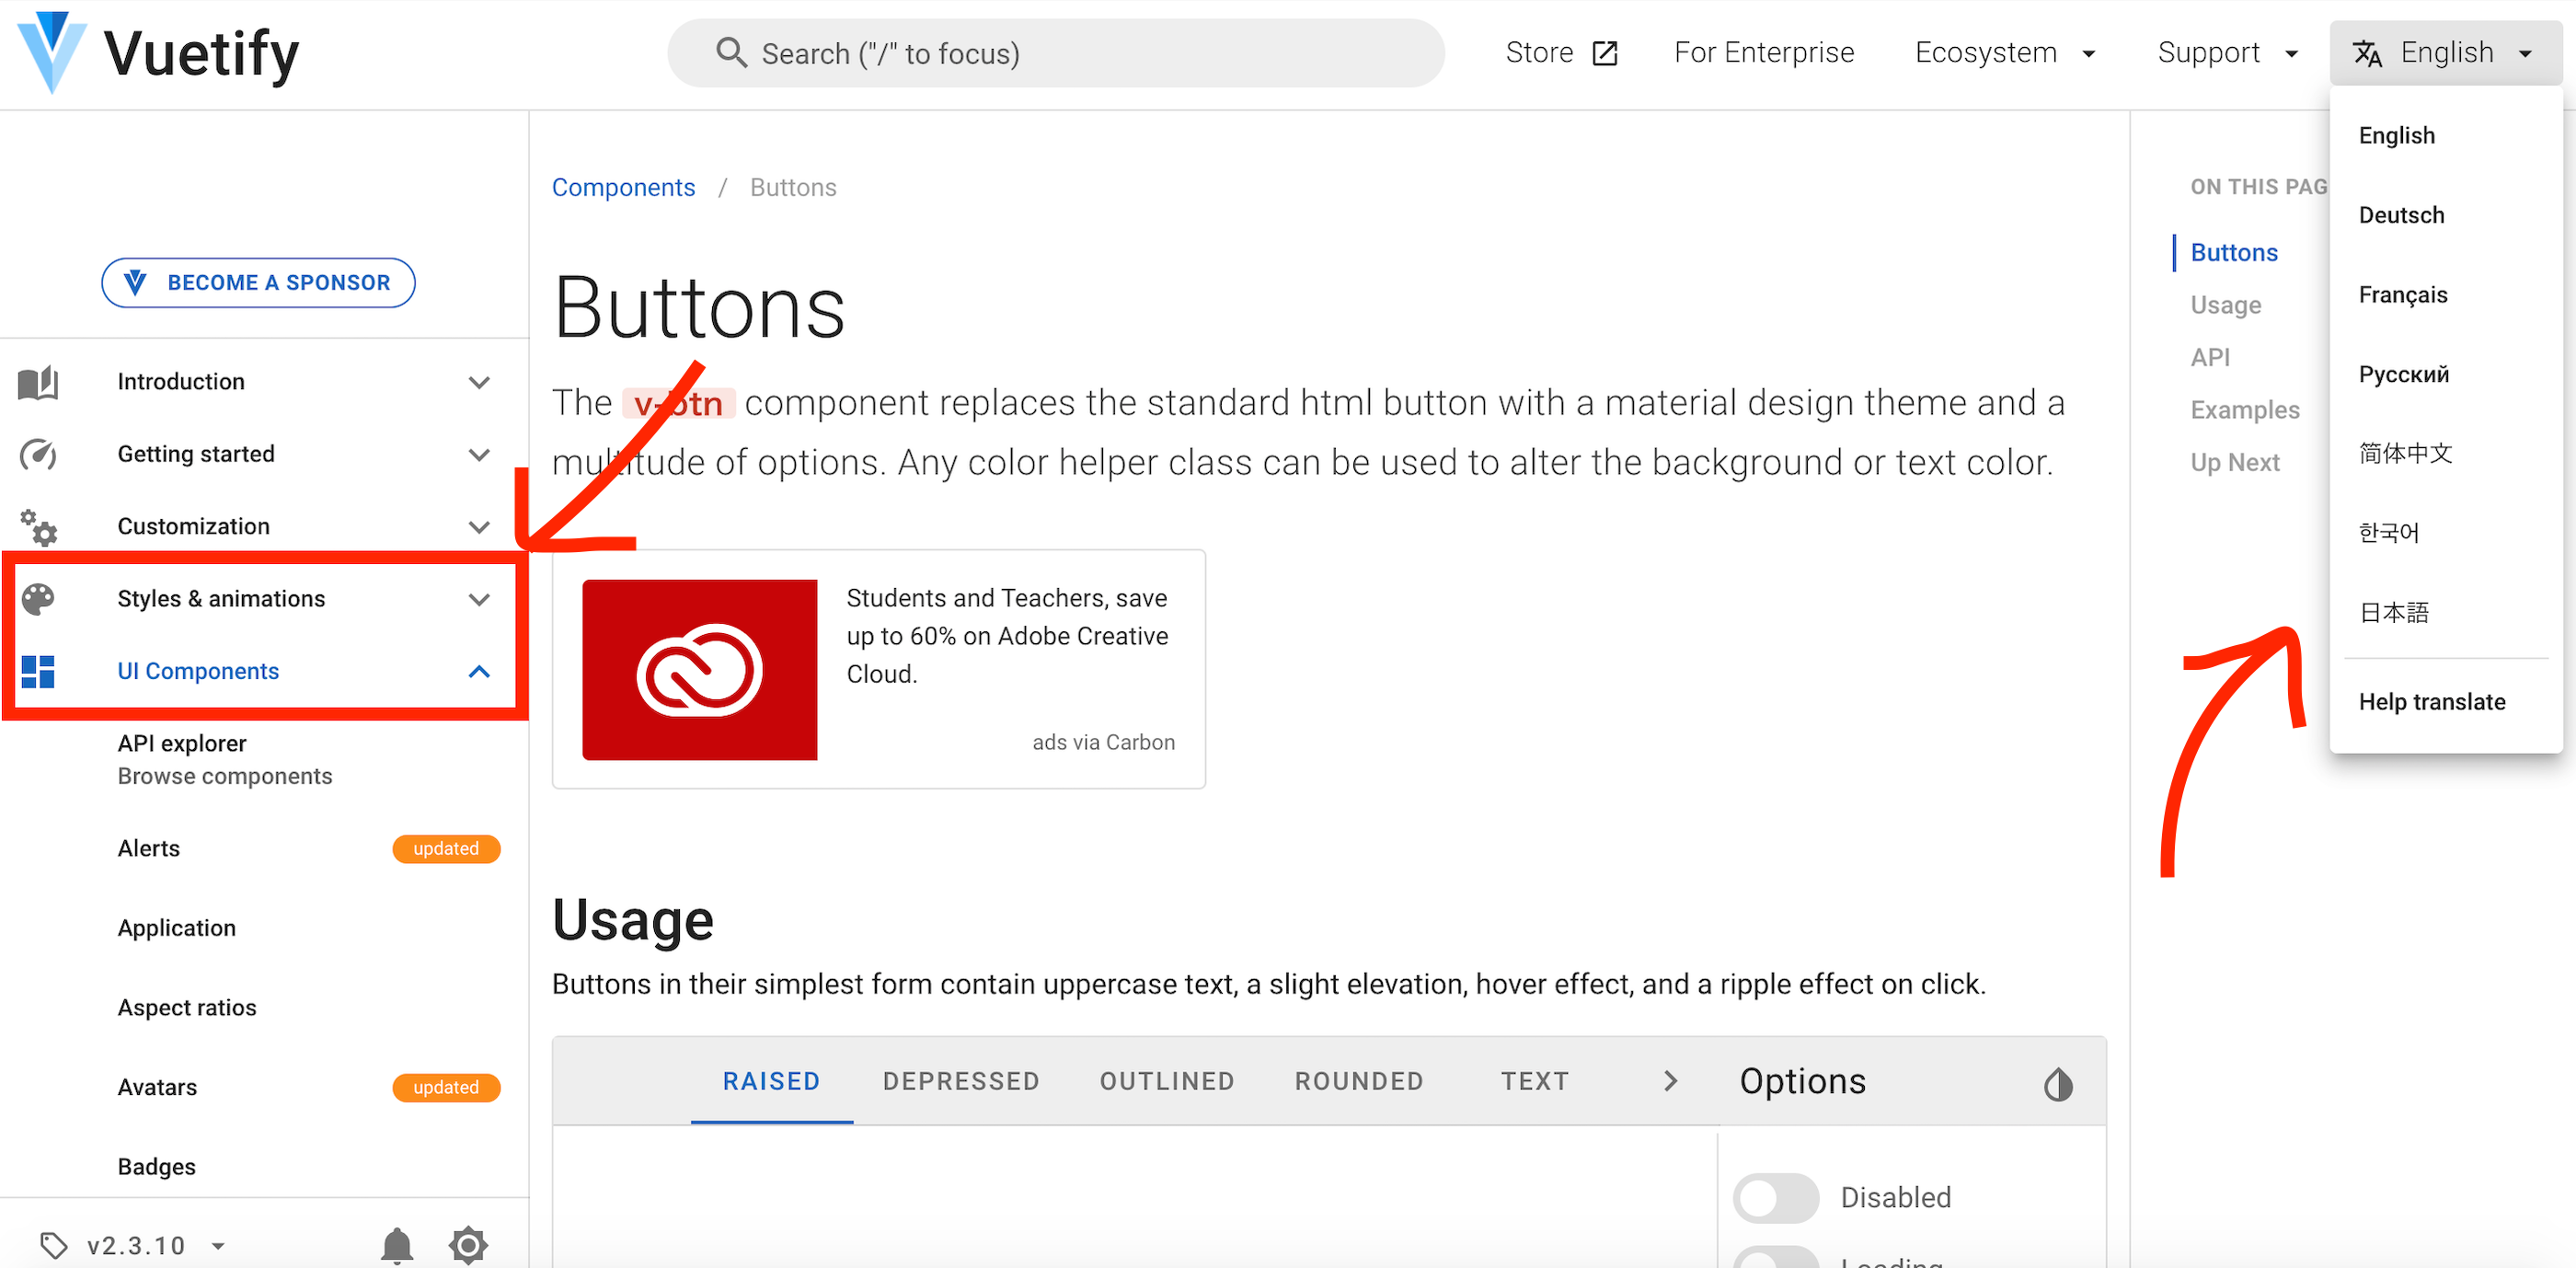 Vuetify
Search ("/" to focus)
Store
For Enterprise
Ecosystem
Support
English
English
Deutsch
Français
Русский
简体中文
한국어
日本語
Help translate
BECOME A SPONSOR
Introduction
Getting started
Customization
Styles & animations
UI Components
API explorer
Browse components
Alerts
updated
Application
Aspect ratios
Avatars
updated
Badges
v2.3.10
Components / Buttons
Buttons
The v-btn component replaces the standard html button with a material design theme and a
multitude of options. Any color helper class can be used to alter the background or text color.
Students and Teachers, save
up to 60% on Adobe Creative
Cloud.
ads via Carbon
Usage
Buttons in their simplest form contain uppercase text, a slight elevation, hover effect, and a ripple effect on click.
RAISED
DEPRESSED
OUTLINED
ROUNDED
TEXT
Options
Disabled
Loading
ON THIS PAG
Buttons
Usage
API
Examples
Up Next